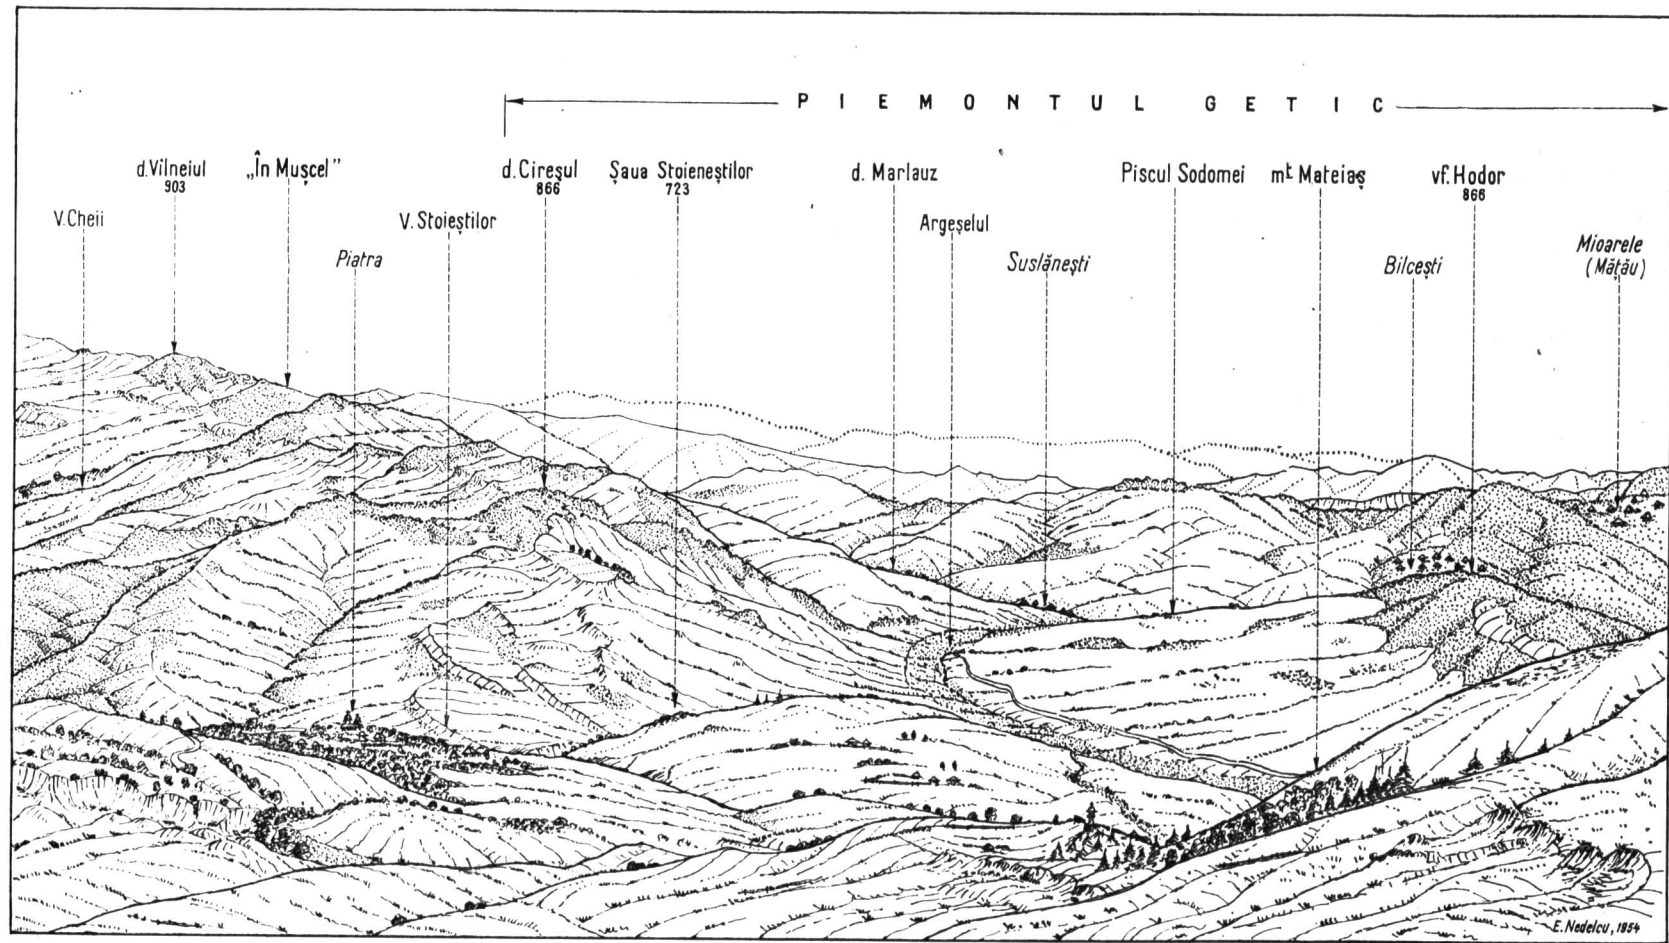 PIEMONTUL GETIC
d. Vîlneiul
903
„În Mușcel”
d. Cireșul
866
Șaua Stoieneștilor
723
d. Marlauz
Piscul Sodomei
mt. Mateiaș
vf. Hodor
866
V. Cheii
Piatra
V. Stoieștilor
Argeșelul
Suslănești
Bilcești
Mioarele
(Mățău)
E. Nedelcu, 1954